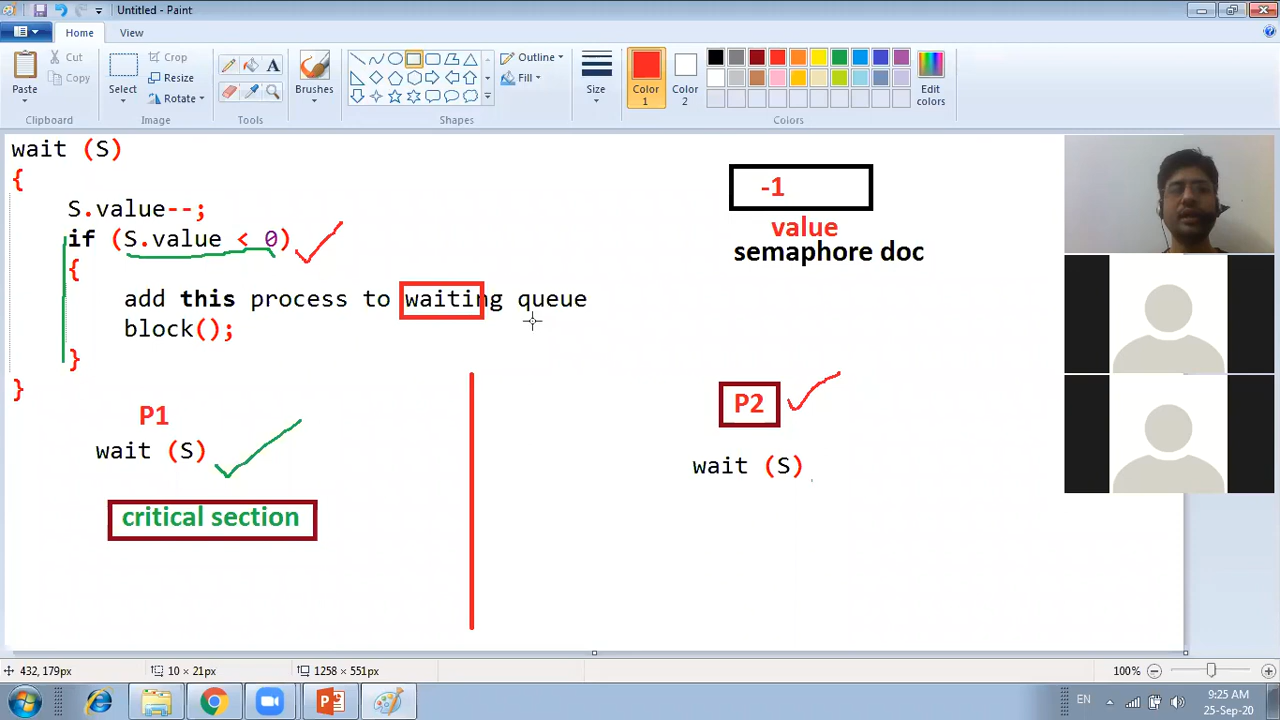 Untitled - Paint
Home
View
Paste
Cut
Copy
Clipboard
Select
Crop
Resize
Rotate
Image
Tools
Brushes
Shapes
Outline
Fill
Size
Color 1
Color 2
Edit colors
Colors
wait (S)
{
S.value--;
if (S.value < 0)
{
add this process to waiting queue
block();
}
}
-1
value
semaphore doc
P1
wait (S)
critical section
P2
wait (S)
432, 179px
10 × 21px
1258 × 551px
100%
EN
9:25 AM
25-Sep-20